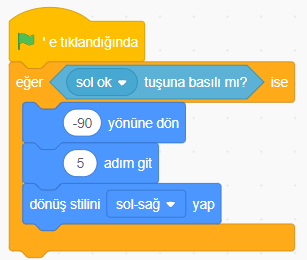 ' e tıklandığında
eğer sol ok tuşuna basılı mı? ise
-90 yönüne dön
5 adım git
dönüş stilini sol-sağ yap